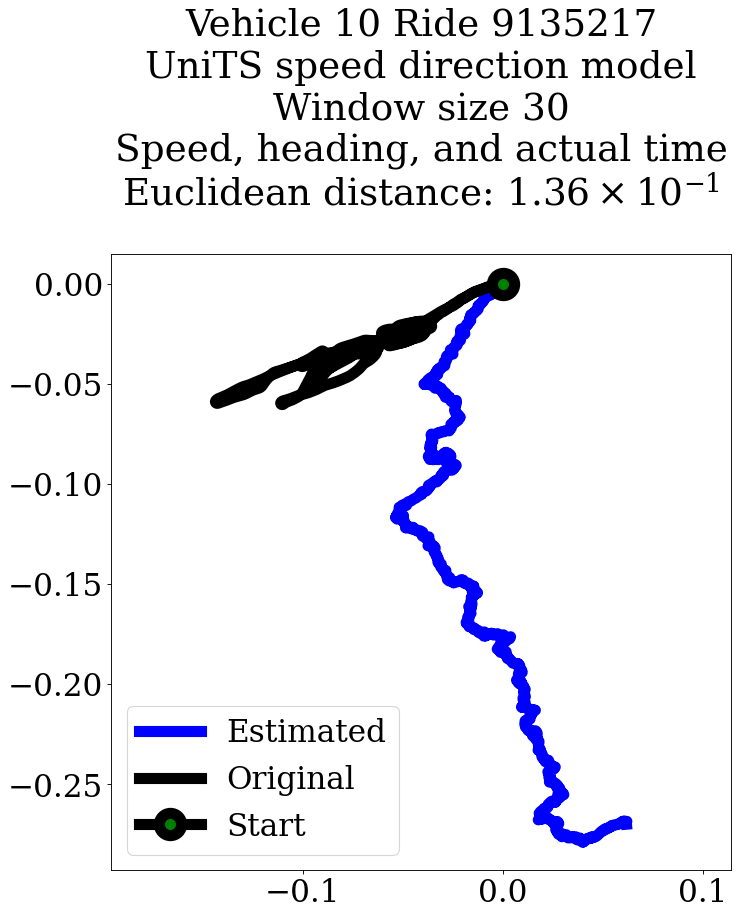 Vehicle 10 Ride 9135217
UniTS speed direction model
Window size 30
Speed, heading, and actual time
Euclidean distance: 1.36 × 10⁻¹
0.00
−0.05
−0.10
−0.15
−0.20
−0.25
Estimated
Original
Start
−0.1
0.0
0.1